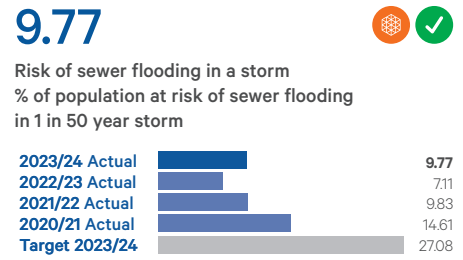 9.77
Risk of sewer flooding in a storm
% of population at risk of sewer flooding
in 1 in 50 year storm
2023/24 Actual 9.77
2022/23 Actual 7.11
2021/22 Actual 9.83
2020/21 Actual 14.61
Target 2023/24 27.08